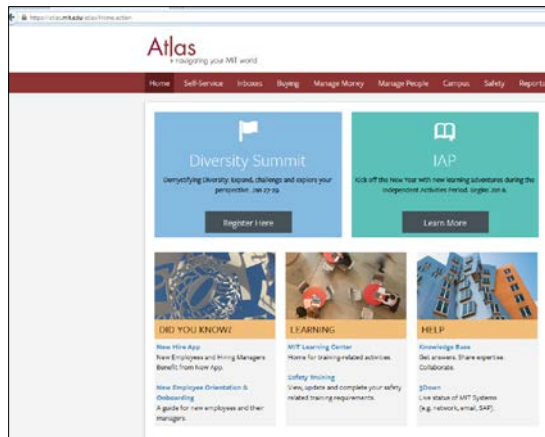 https://atlas.mit.edu/atlas/Home.action
Atlas
navigating your MIT world
Home Self-Service Inboxes Buying Manage Money Manage People Campus Safety Reports
Diversity Summit
Demystifying Diversity: Expand, challenge and explore your
perspective. Jan 27-29.
Register Here
IAP
Kick off the New Year with new learning adventures during the
Independent Activities Period. Begins Jan 6.
Learn More
DID YOU KNOW?
New Hire App
New Employees and Hiring Managers
Benefit from New App.
New Employee Orientation &
Onboarding
A guide for new employees and their
managers.
LEARNING
MIT Learning Center
Home for training-related activities.
Safety Training
View, update and complete your safety
related training requirements.
HELP
Knowledge Base
Get answers. Share expertise.
Collaborate.
3Down
Live status of MIT Systems
(e.g. network, email, SAP).